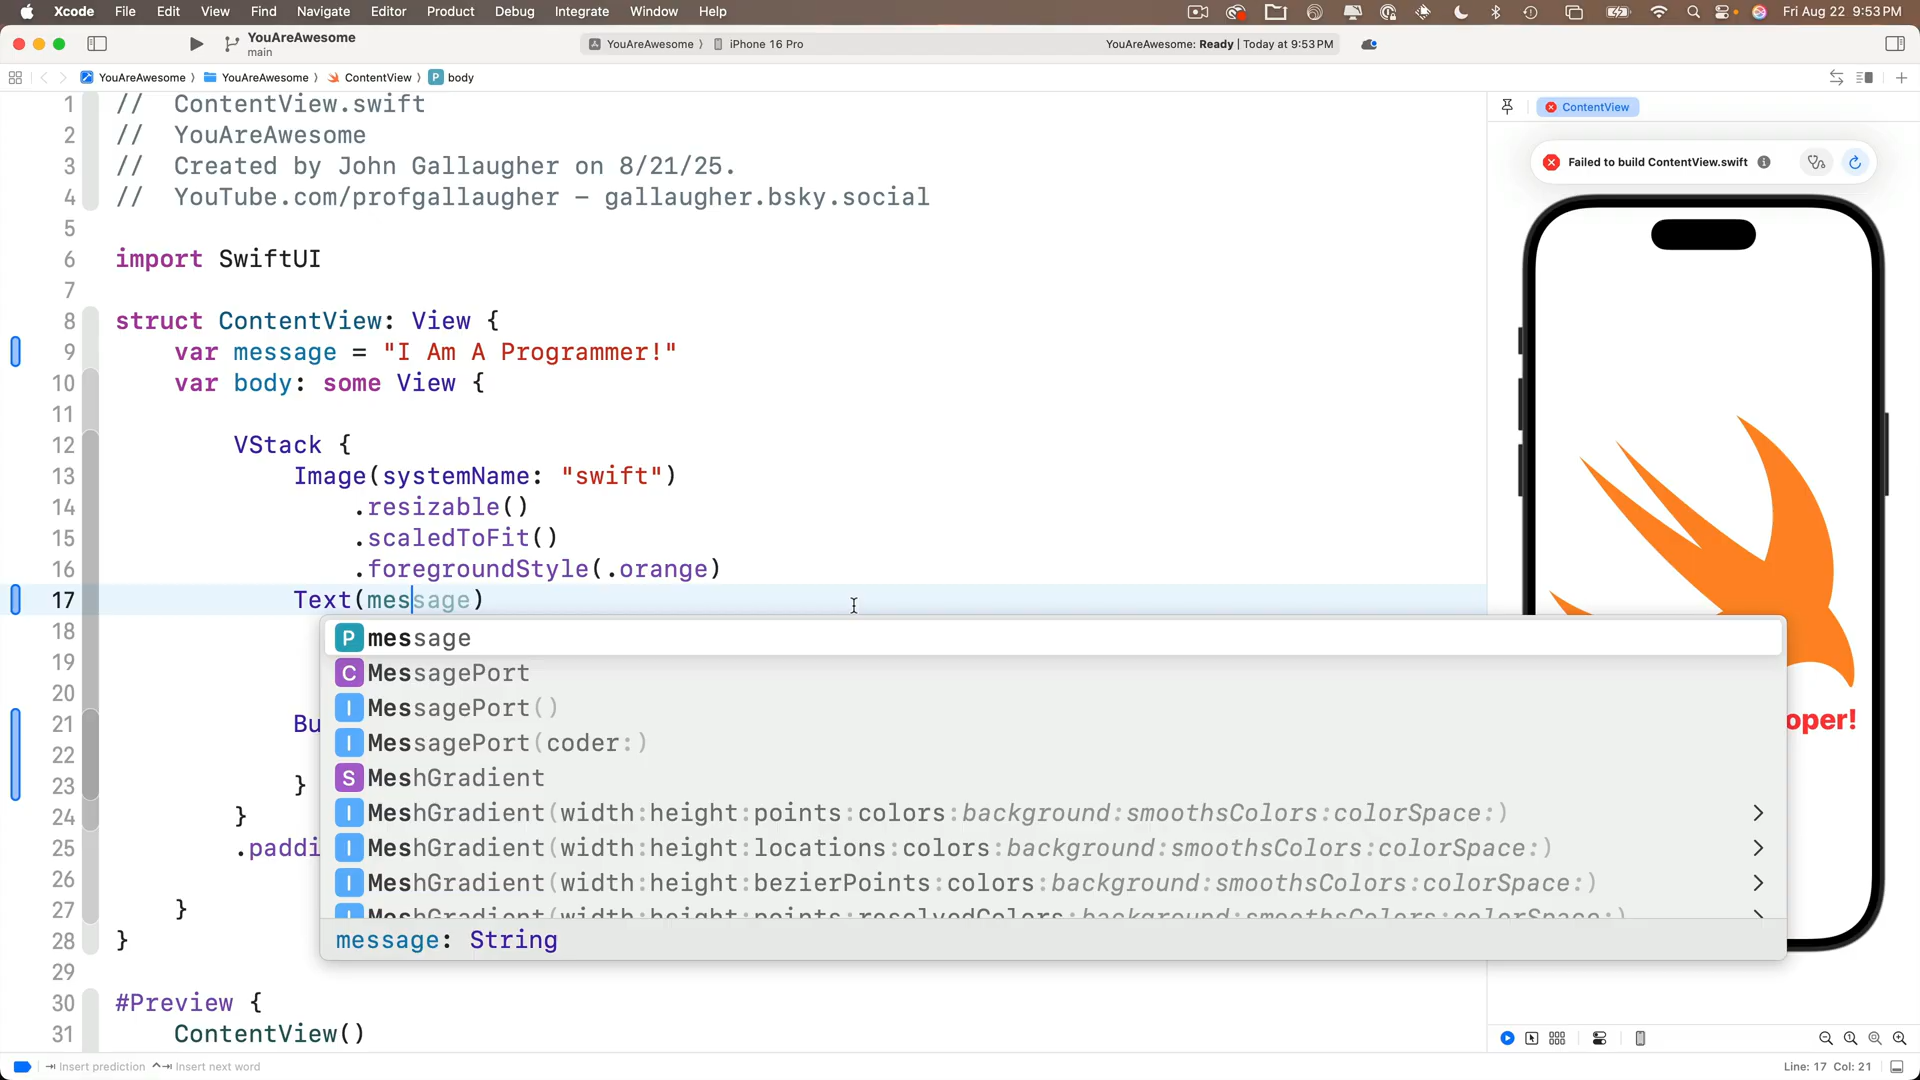 Xcode File Edit View Find Navigate Editor Product Debug Integrate Window Help Fri Aug 22 9:53 PM
YouAreAwesome
main
YouAreAwesome 〉 iPhone 16 Pro
YouAreAwesome: Ready | Today at 9:53 PM
YouAreAwesome 〉 YouAreAwesome 〉 ContentView 〉 P body
1 // ContentView.swift
2 // YouAreAwesome
3 // Created by John Gallaugher on 8/21/25.
4 // YouTube.com/profgallaugher – gallaugher.bsky.social
5
6 import SwiftUI
7
8 struct ContentView: View {
9 var message = "I Am A Programmer!"
10 var body: some View {
11
12 VStack {
13 Image(systemName: "swift")
14 .resizable()
15 .scaledToFit()
16 .foregroundStyle(.orange)
17 Text(message)
18
19
20
21 Bu
22
23 }
24 }
25 .paddi
26
27 }
28 }
29
30 #Preview {
31 ContentView()
P message
C MessagePort
I MessagePort()
I MessagePort(coder:)
S MeshGradient
I MeshGradient(width:height:points:colors:background:smoothsColors:colorSpace:)
I MeshGradient(width:height:locations:colors:background:smoothsColors:colorSpace:)
I MeshGradient(width:height:bezierPoints:colors:background:smoothsColors:colorSpace:)
I MeshGradient(width:height:points:resolvedColors:background:smoothsColors:colorSpace:)
message: String
ContentView
Failed to build ContentView.swift
oper!
Insert prediction Insert next word
Line: 17 Col: 21